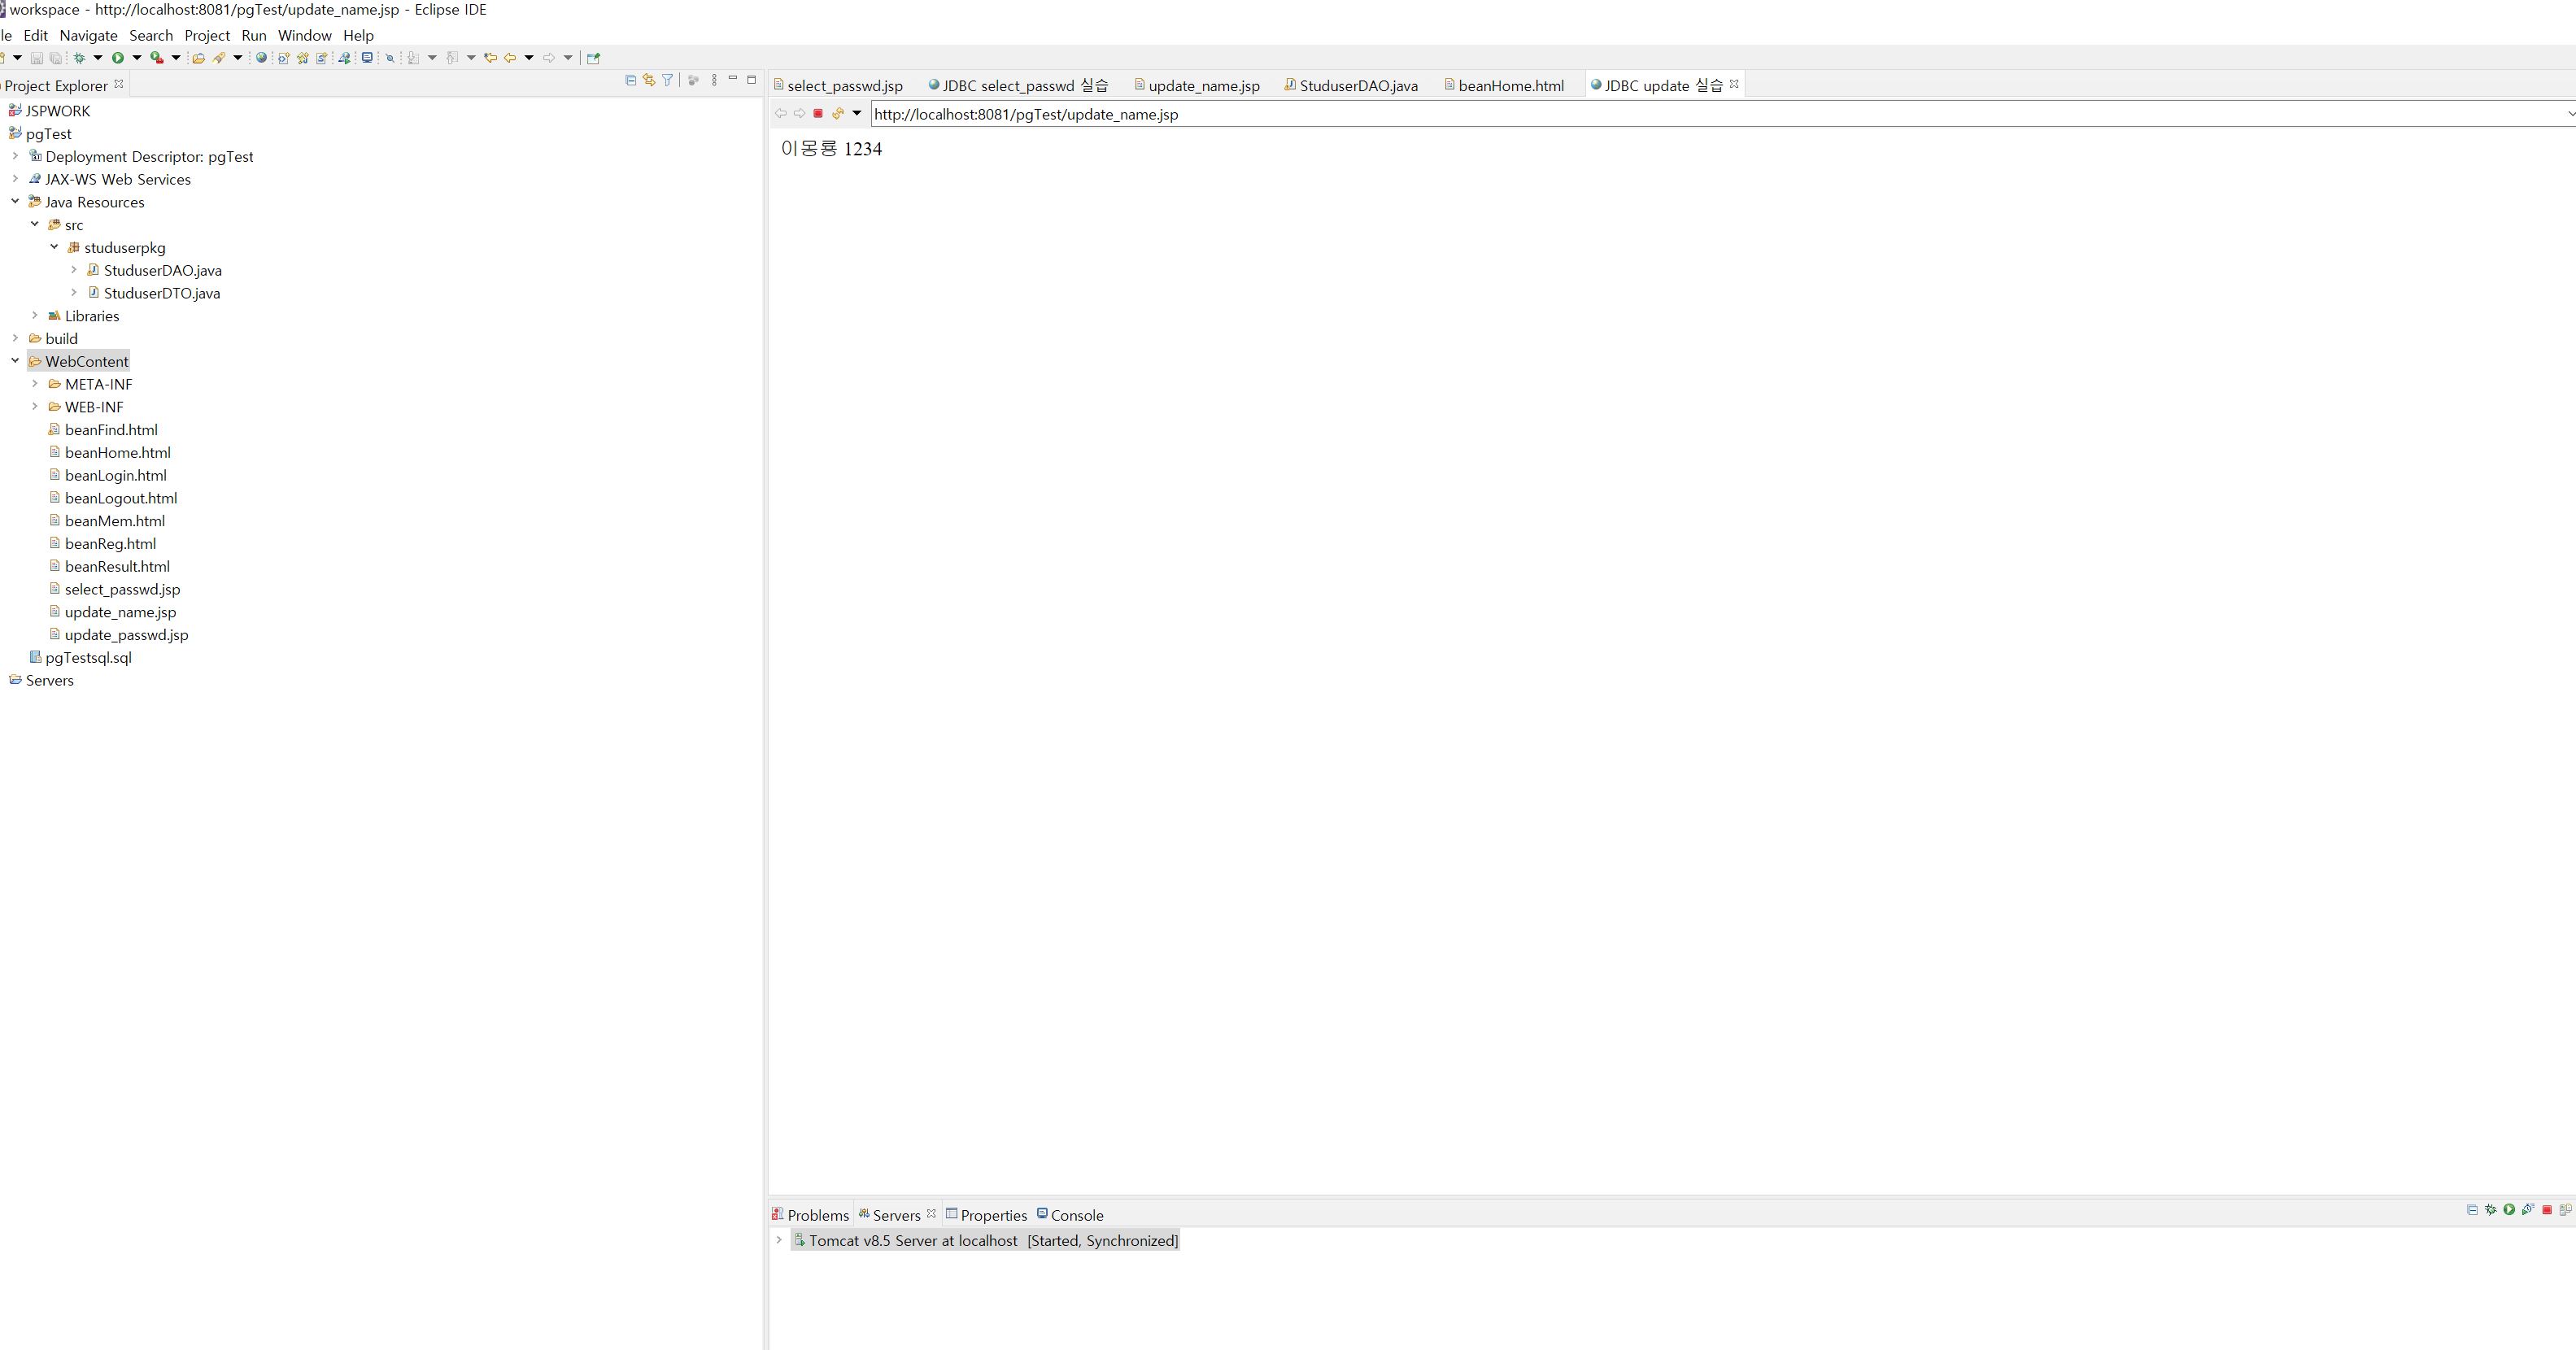 workspace - http://localhost:8081/pgTest/update_name.jsp - Eclipse IDE
le Edit Navigate Search Project Run Window Help
Project Explorer
select_passwd.jsp JDBC select_passwd 실습 update_name.jsp StuduserDAO.java beanHome.html JDBC update 실습
http://localhost:8081/pgTest/update_name.jsp
이몽룡 1234
JSPWORK
pgTest
Deployment Descriptor: pgTest
JAX-WS Web Services
Java Resources
src
studuserpkg
StuduserDAO.java
StuduserDTO.java
Libraries
build
WebContent
META-INF
WEB-INF
beanFind.html
beanHome.html
beanLogin.html
beanLogout.html
beanMem.html
beanReg.html
beanResult.html
select_passwd.jsp
update_name.jsp
update_passwd.jsp
pgTestsql.sql
Servers
Problems Servers Properties Console
Tomcat v8.5 Server at localhost [Started, Synchronized]